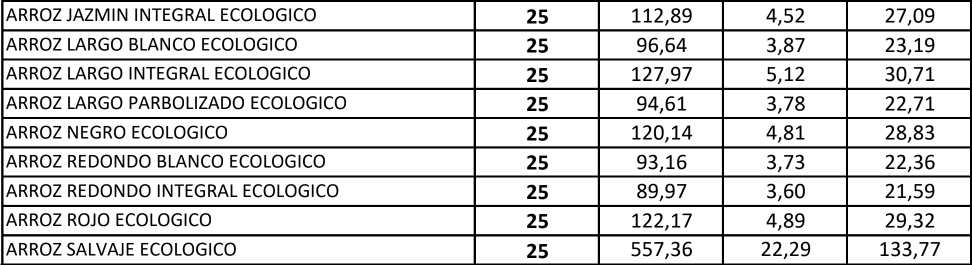 ARROZ JAZMIN INTEGRAL ECOLOGICO 25 112,89 4,52 27,09
ARROZ LARGO BLANCO ECOLOGICO 25 96,64 3,87 23,19
ARROZ LARGO INTEGRAL ECOLOGICO 25 127,97 5,12 30,71
ARROZ LARGO PARBOLIZADO ECOLOGICO 25 94,61 3,78 22,71
ARROZ NEGRO ECOLOGICO 25 120,14 4,81 28,83
ARROZ REDONDO BLANCO ECOLOGICO 25 93,16 3,73 22,36
ARROZ REDONDO INTEGRAL ECOLOGICO 25 89,97 3,60 21,59
ARROZ ROJO ECOLOGICO 25 122,17 4,89 29,32
ARROZ SALVAJE ECOLOGICO 25 557,36 22,29 133,77